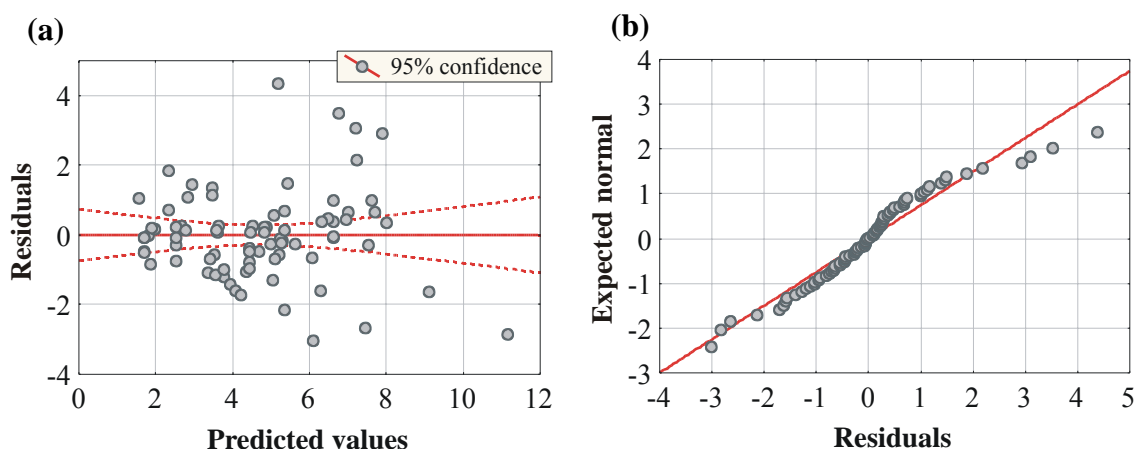 (a)
95% confidence
Residuals
4
2
0
-2
-4
0 2 4 6 8 10 12
Predicted values
(b)
Expected normal
4
3
2
1
0
-1
-2
-3
-4 -3 -2 -1 0 1 2 3 4 5
Residuals